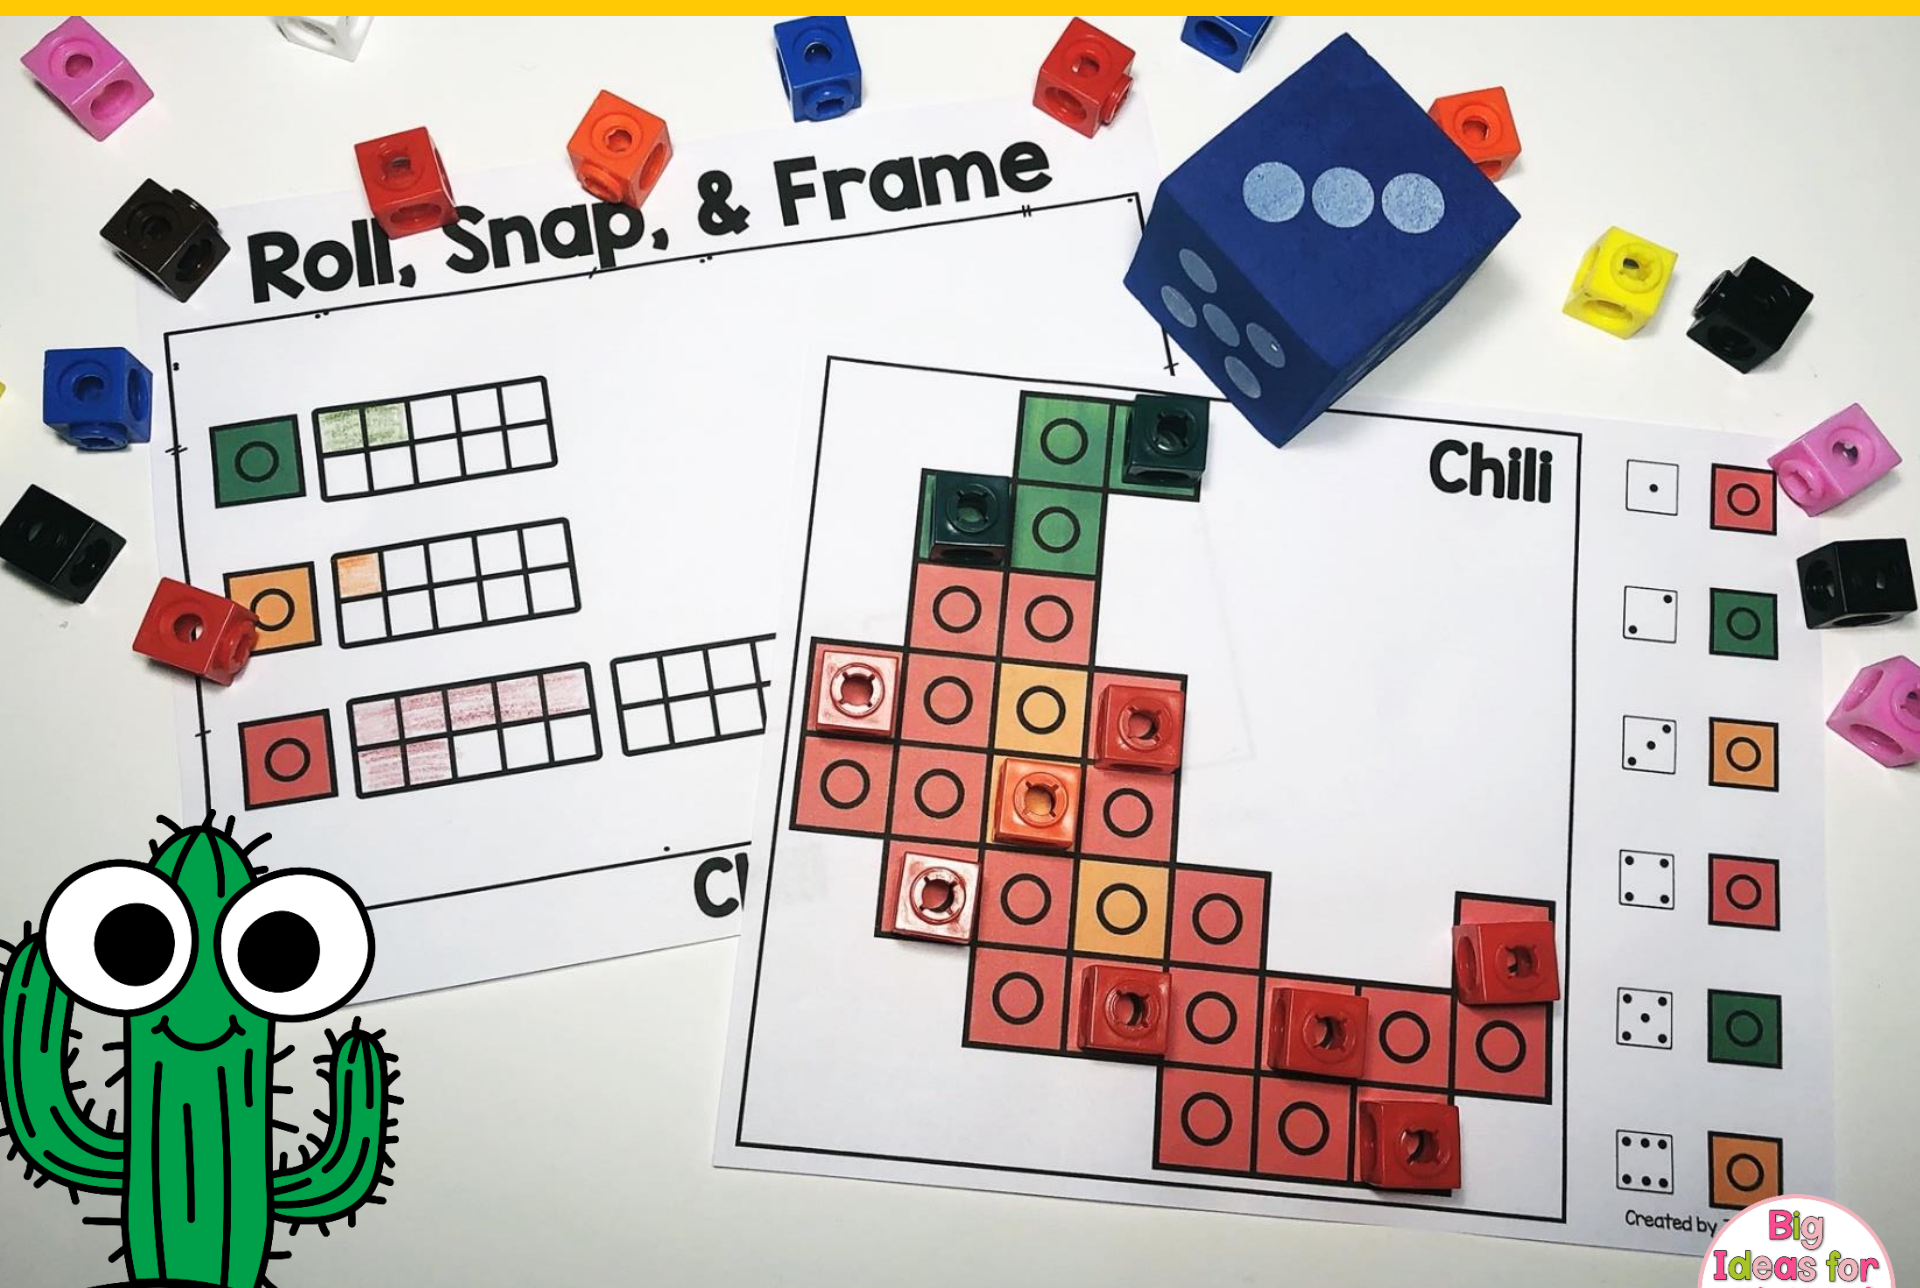 Roll, Snap, & Frame
Chili
Created by
Big
Ideas for